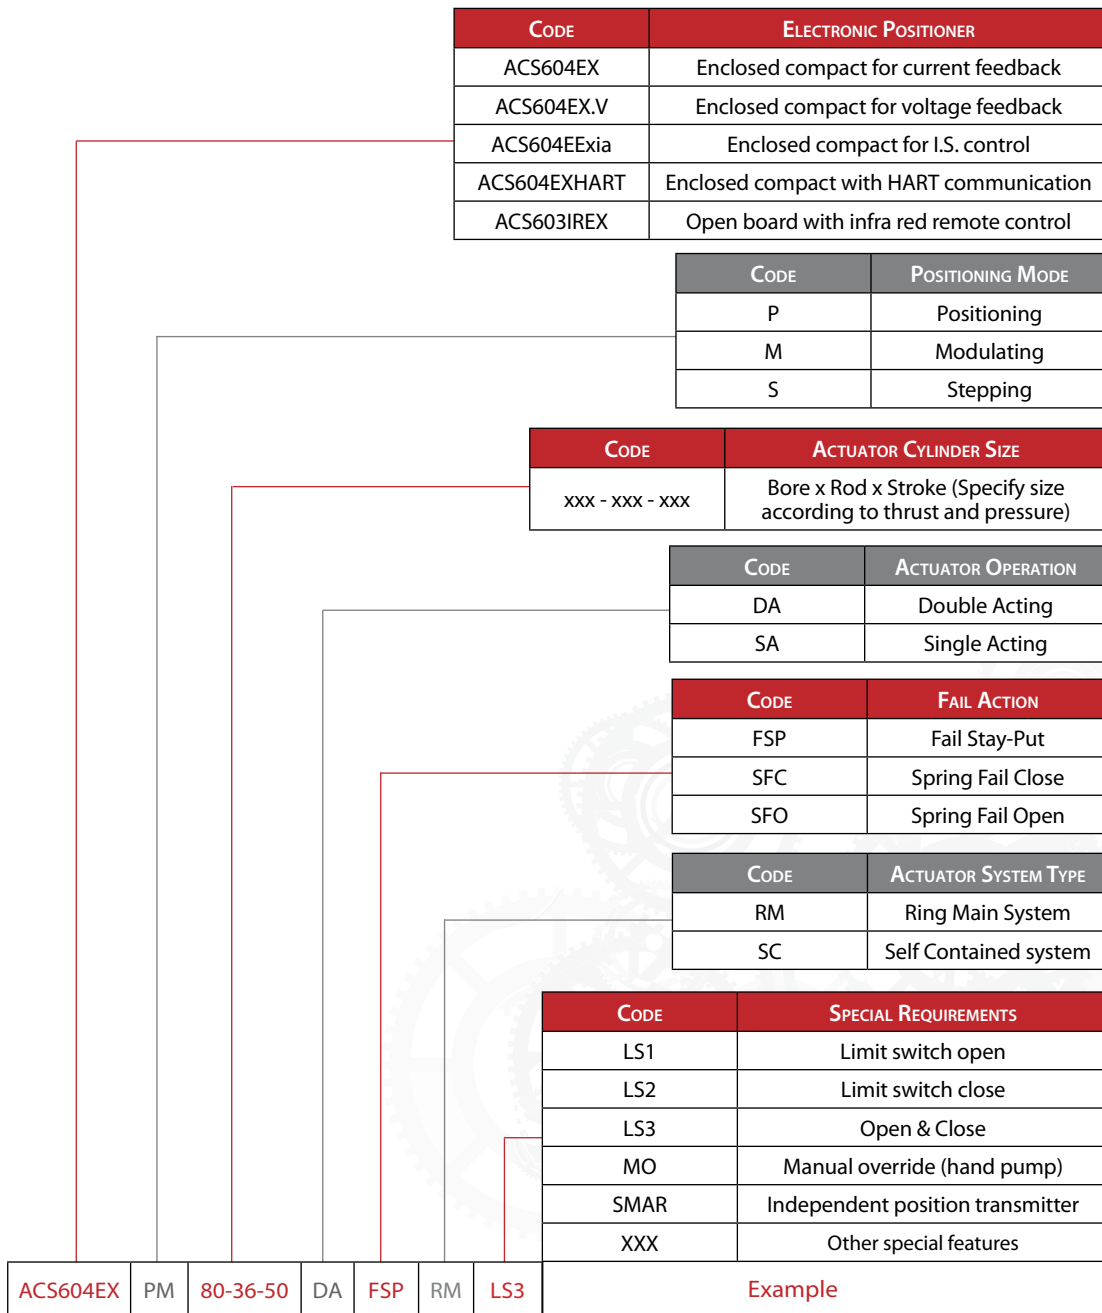 Code Electronic Positioner
ACS604EX Enclosed compact for current feedback
ACS604EX.V Enclosed compact for voltage feedback
ACS604EExia Enclosed compact for I.S. control
ACS604EXHART Enclosed compact with HART communication
ACS603IREX Open board with infra red remote control
Code Positioning Mode
P Positioning
M Modulating
S Stepping
Code Actuator Cylinder Size
xxx - xxx - xxx Bore x Rod x Stroke (Specify size
according to thrust and pressure)
Code Actuator Operation
DA Double Acting
SA Single Acting
Code Fail Action
FSP Fail Stay-Put
SFC Spring Fail Close
SFO Spring Fail Open
Code Actuator System Type
RM Ring Main System
SC Self Contained system
Code Special Requirements
LS1 Limit switch open
LS2 Limit switch close
LS3 Open & Close
MO Manual override (hand pump)
SMAR Independent position transmitter
XXX Other special features
ACS604EX PM 80-36-50 DA FSP RM LS3 Example